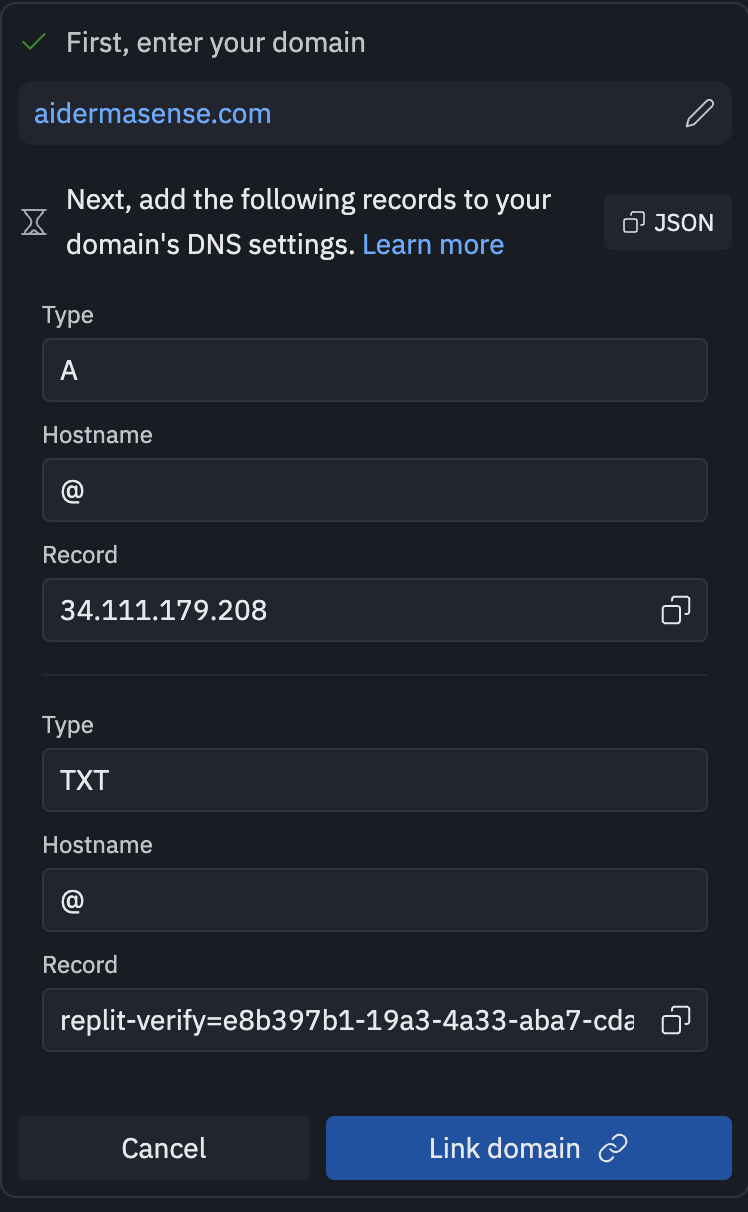 First, enter your domain
aidermasense.com
Next, add the following records to your
domain's DNS settings. Learn more
JSON
Type
A
Hostname
@
Record
34.111.179.208
Type
TXT
Hostname
@
Record
replit-verify=e8b397b1-19a3-4a33-aba7-cda
Cancel
Link domain